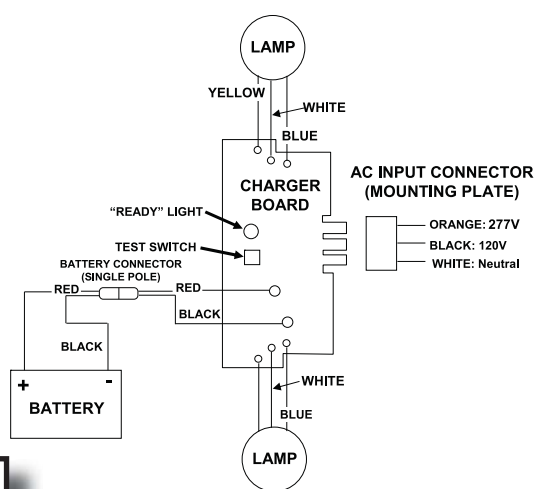 LAMP
YELLOW
WHITE
BLUE
AC INPUT CONNECTOR
(MOUNTING PLATE)
CHARGER
BOARD
"READY" LIGHT
ORANGE: 277V
TEST SWITCH
BLACK: 120V
WHITE: Neutral
BATTERY CONNECTOR
(SINGLE POLE)
RED
RED
BLACK
BLACK
+ -
BATTERY
WHITE
BLUE
LAMP